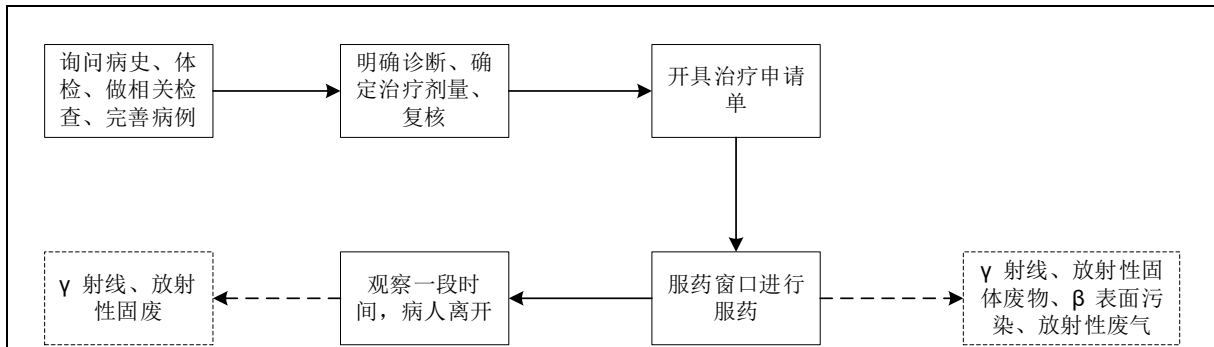 询问病史、体
检、做相关检
查、完善病例
明确诊断、确
定治疗剂量、
复核
开具治疗申请
单
γ 射线、放射
性固废
观察一段时
间，病人离开
服药窗口进行
服药
γ 射线、放射性固
体废物、β 表面污
染、放射性废气